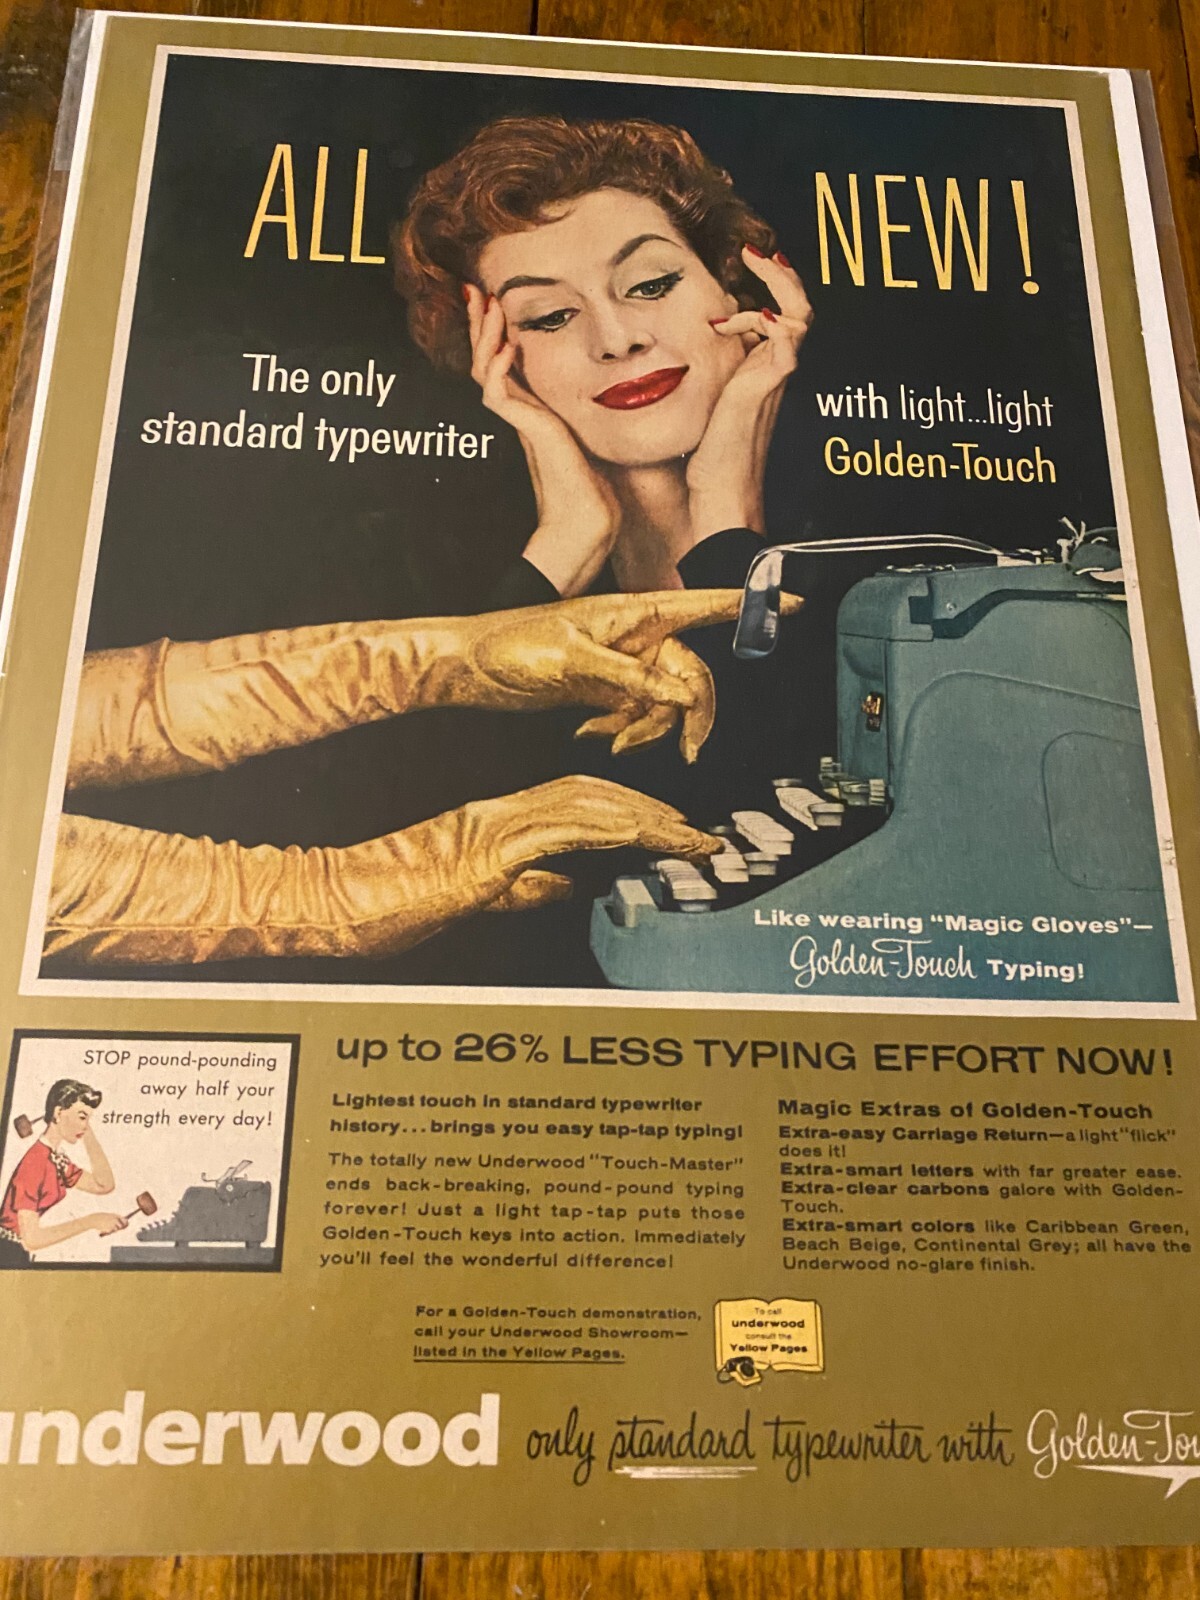 ALL NEW!
The only
standard typewriter
with light...light
Golden-Touch
Like wearing “Magic Gloves”—
Golden-Touch Typing!
STOP pound-pounding
away half your
strength every day!
up to 26% LESS TYPING EFFORT NOW!
Lightest touch in standard typewriter
history...brings you easy tap-tap typing!
The totally new Underwood “Touch-Master”
ends back-breaking, pound-pound typing
forever! Just a light tap-tap puts those
Golden-Touch keys into action. Immediately
you'll feel the wonderful difference!
Magic Extras of Golden-Touch
Extra-easy Carriage Return—a light “flick”
does it!
Extra-smart letters with far greater ease.
Extra-clear carbons galore with Golden-
Touch.
Extra-smart colors like Caribbean Green,
Beach Beige, Continental Grey; all have the
Underwood no-glare finish.
For a Golden-Touch demonstration,
call your Underwood Showroom—
listed in the Yellow Pages.
To call
underwood
consult the
Yellow Pages
underwood only standard typewriter with Golden-Tou